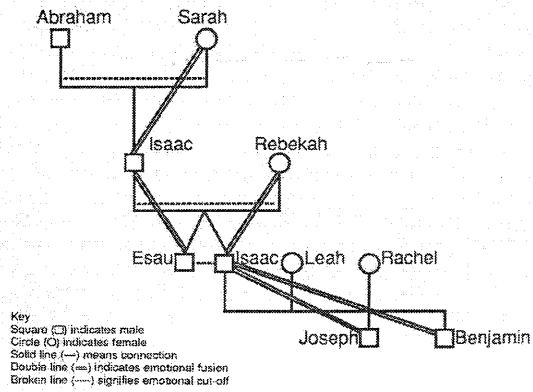 Abraham Sarah
Isaac Rebekah
Esau Isaac Leah Rachel
Joseph Benjamin
Key
Square (□) indicates male
Circle (O) indicates female
Solid line (—) means connection
Double line (═) indicates emotional fusion
Broken line (----) signifies emotional cut-off